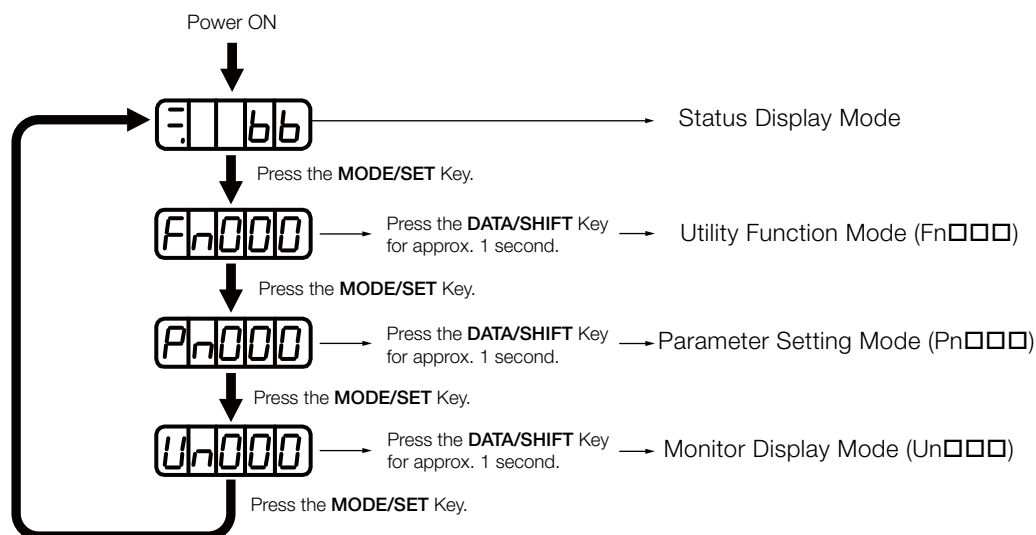 Power ON
bb
Status Display Mode
Press the MODE/SET Key.
Fn000
Press the DATA/SHIFT Key
for approx. 1 second.
Utility Function Mode (Fn□□□)
Press the MODE/SET Key.
Pn000
Press the DATA/SHIFT Key
for approx. 1 second.
Parameter Setting Mode (Pn□□□)
Press the MODE/SET Key.
Un000
Press the DATA/SHIFT Key
for approx. 1 second.
Monitor Display Mode (Un□□□)
Press the MODE/SET Key.